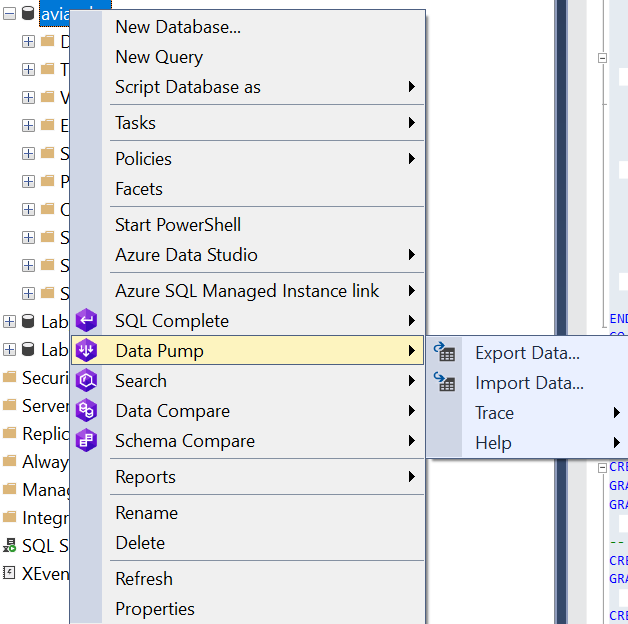 New Database...
New Query
Script Database as
Tasks
Policies
Facets
Start PowerShell
Azure Data Studio
Azure SQL Managed Instance link
SQL Complete
Data Pump
Search
Data Compare
Schema Compare
Reports
Rename
Delete
Refresh
Properties
Export Data...
Import Data...
Trace
Help
avia
D
T
V
E
S
P
C
S
S
S
Lab
Lab
Securi
Server
Replic
Alway
Manag
Integr
SQL S
XEven
END
CRE
GRA
GRA
--
CRE
GRA
CRE